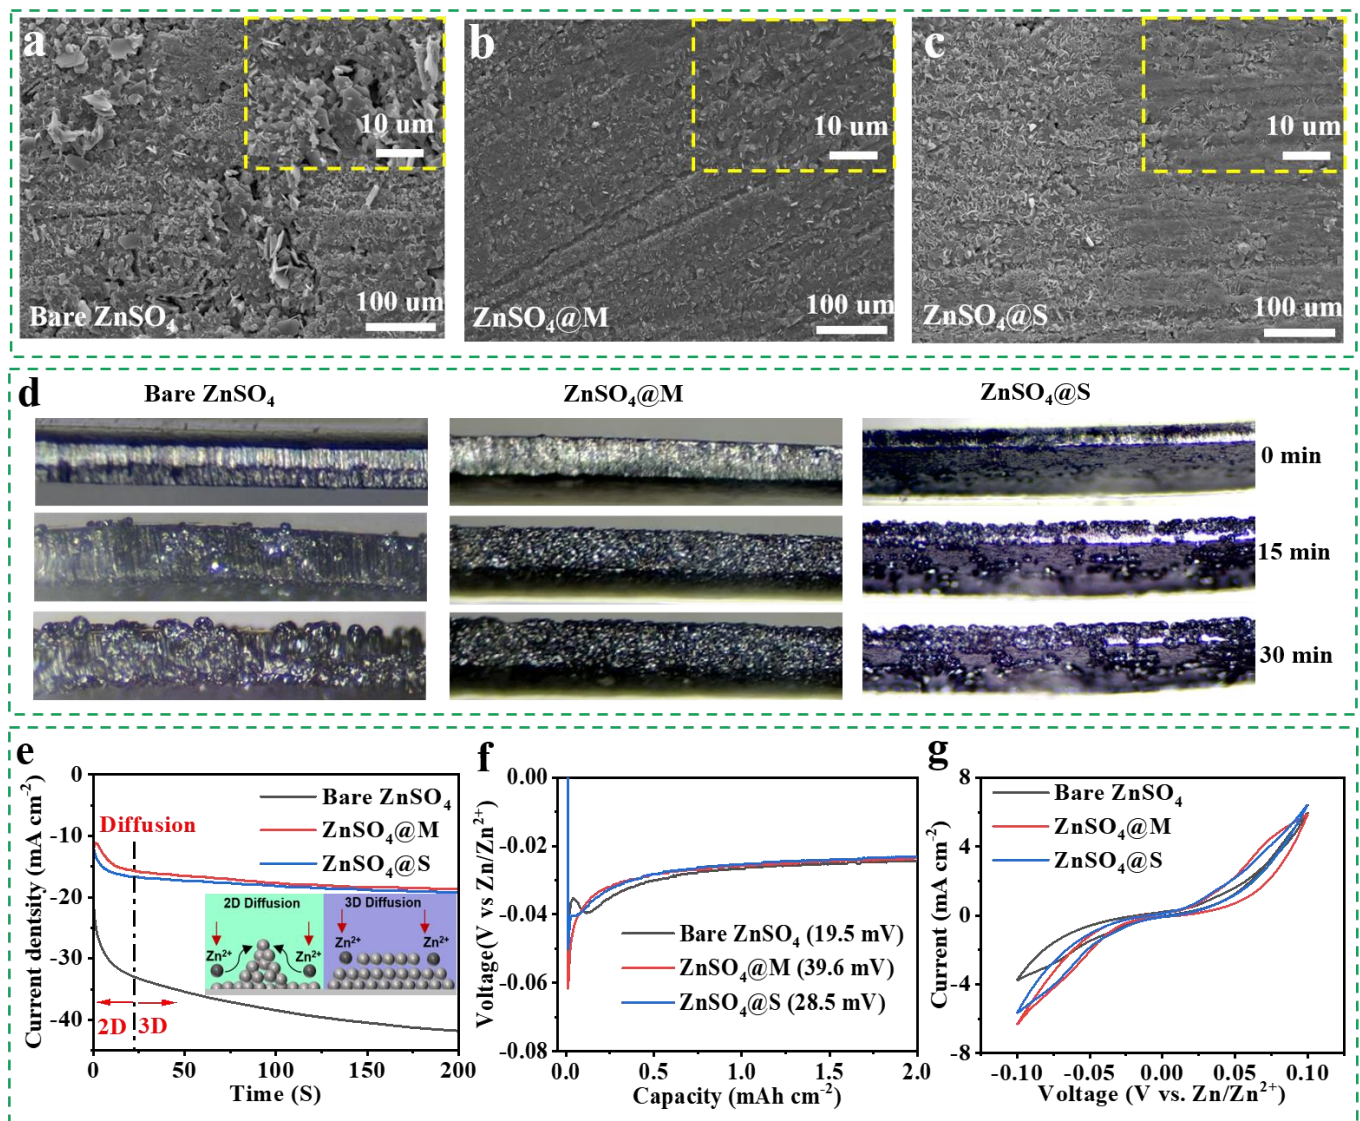 a
10 um
100 um
Bare ZnSO₄
b
10 um
100 um
ZnSO₄@M
c
10 um
100 um
ZnSO₄@S
d
Bare ZnSO₄
ZnSO₄@M
ZnSO₄@S
0 min
15 min
30 min
e
Current dentsity (mA cm⁻²)
0
-10
-20
-30
-40
Bare ZnSO₄
ZnSO₄@M
ZnSO₄@S
Diffusion
2D Diffusion
Zn²⁺
Zn²⁺
3D Diffusion
Zn²⁺
Zn²⁺
2D
3D
0
50
100
150
200
Time (S)
f
Voltage(V vs Zn/Zn²⁺)
0.00
-0.02
-0.04
-0.06
-0.08
Bare ZnSO₄ (19.5 mV)
ZnSO₄@M (39.6 mV)
ZnSO₄@S (28.5 mV)
0.0
0.5
1.0
1.5
2.0
Capacity (mAh cm⁻²)
g
Current (mA cm⁻²)
8
4
0
-4
-8
Bare ZnSO₄
ZnSO₄@M
ZnSO₄@S
-0.10
-0.05
0.00
0.05
0.10
Voltage (V vs. Zn/Zn²⁺)